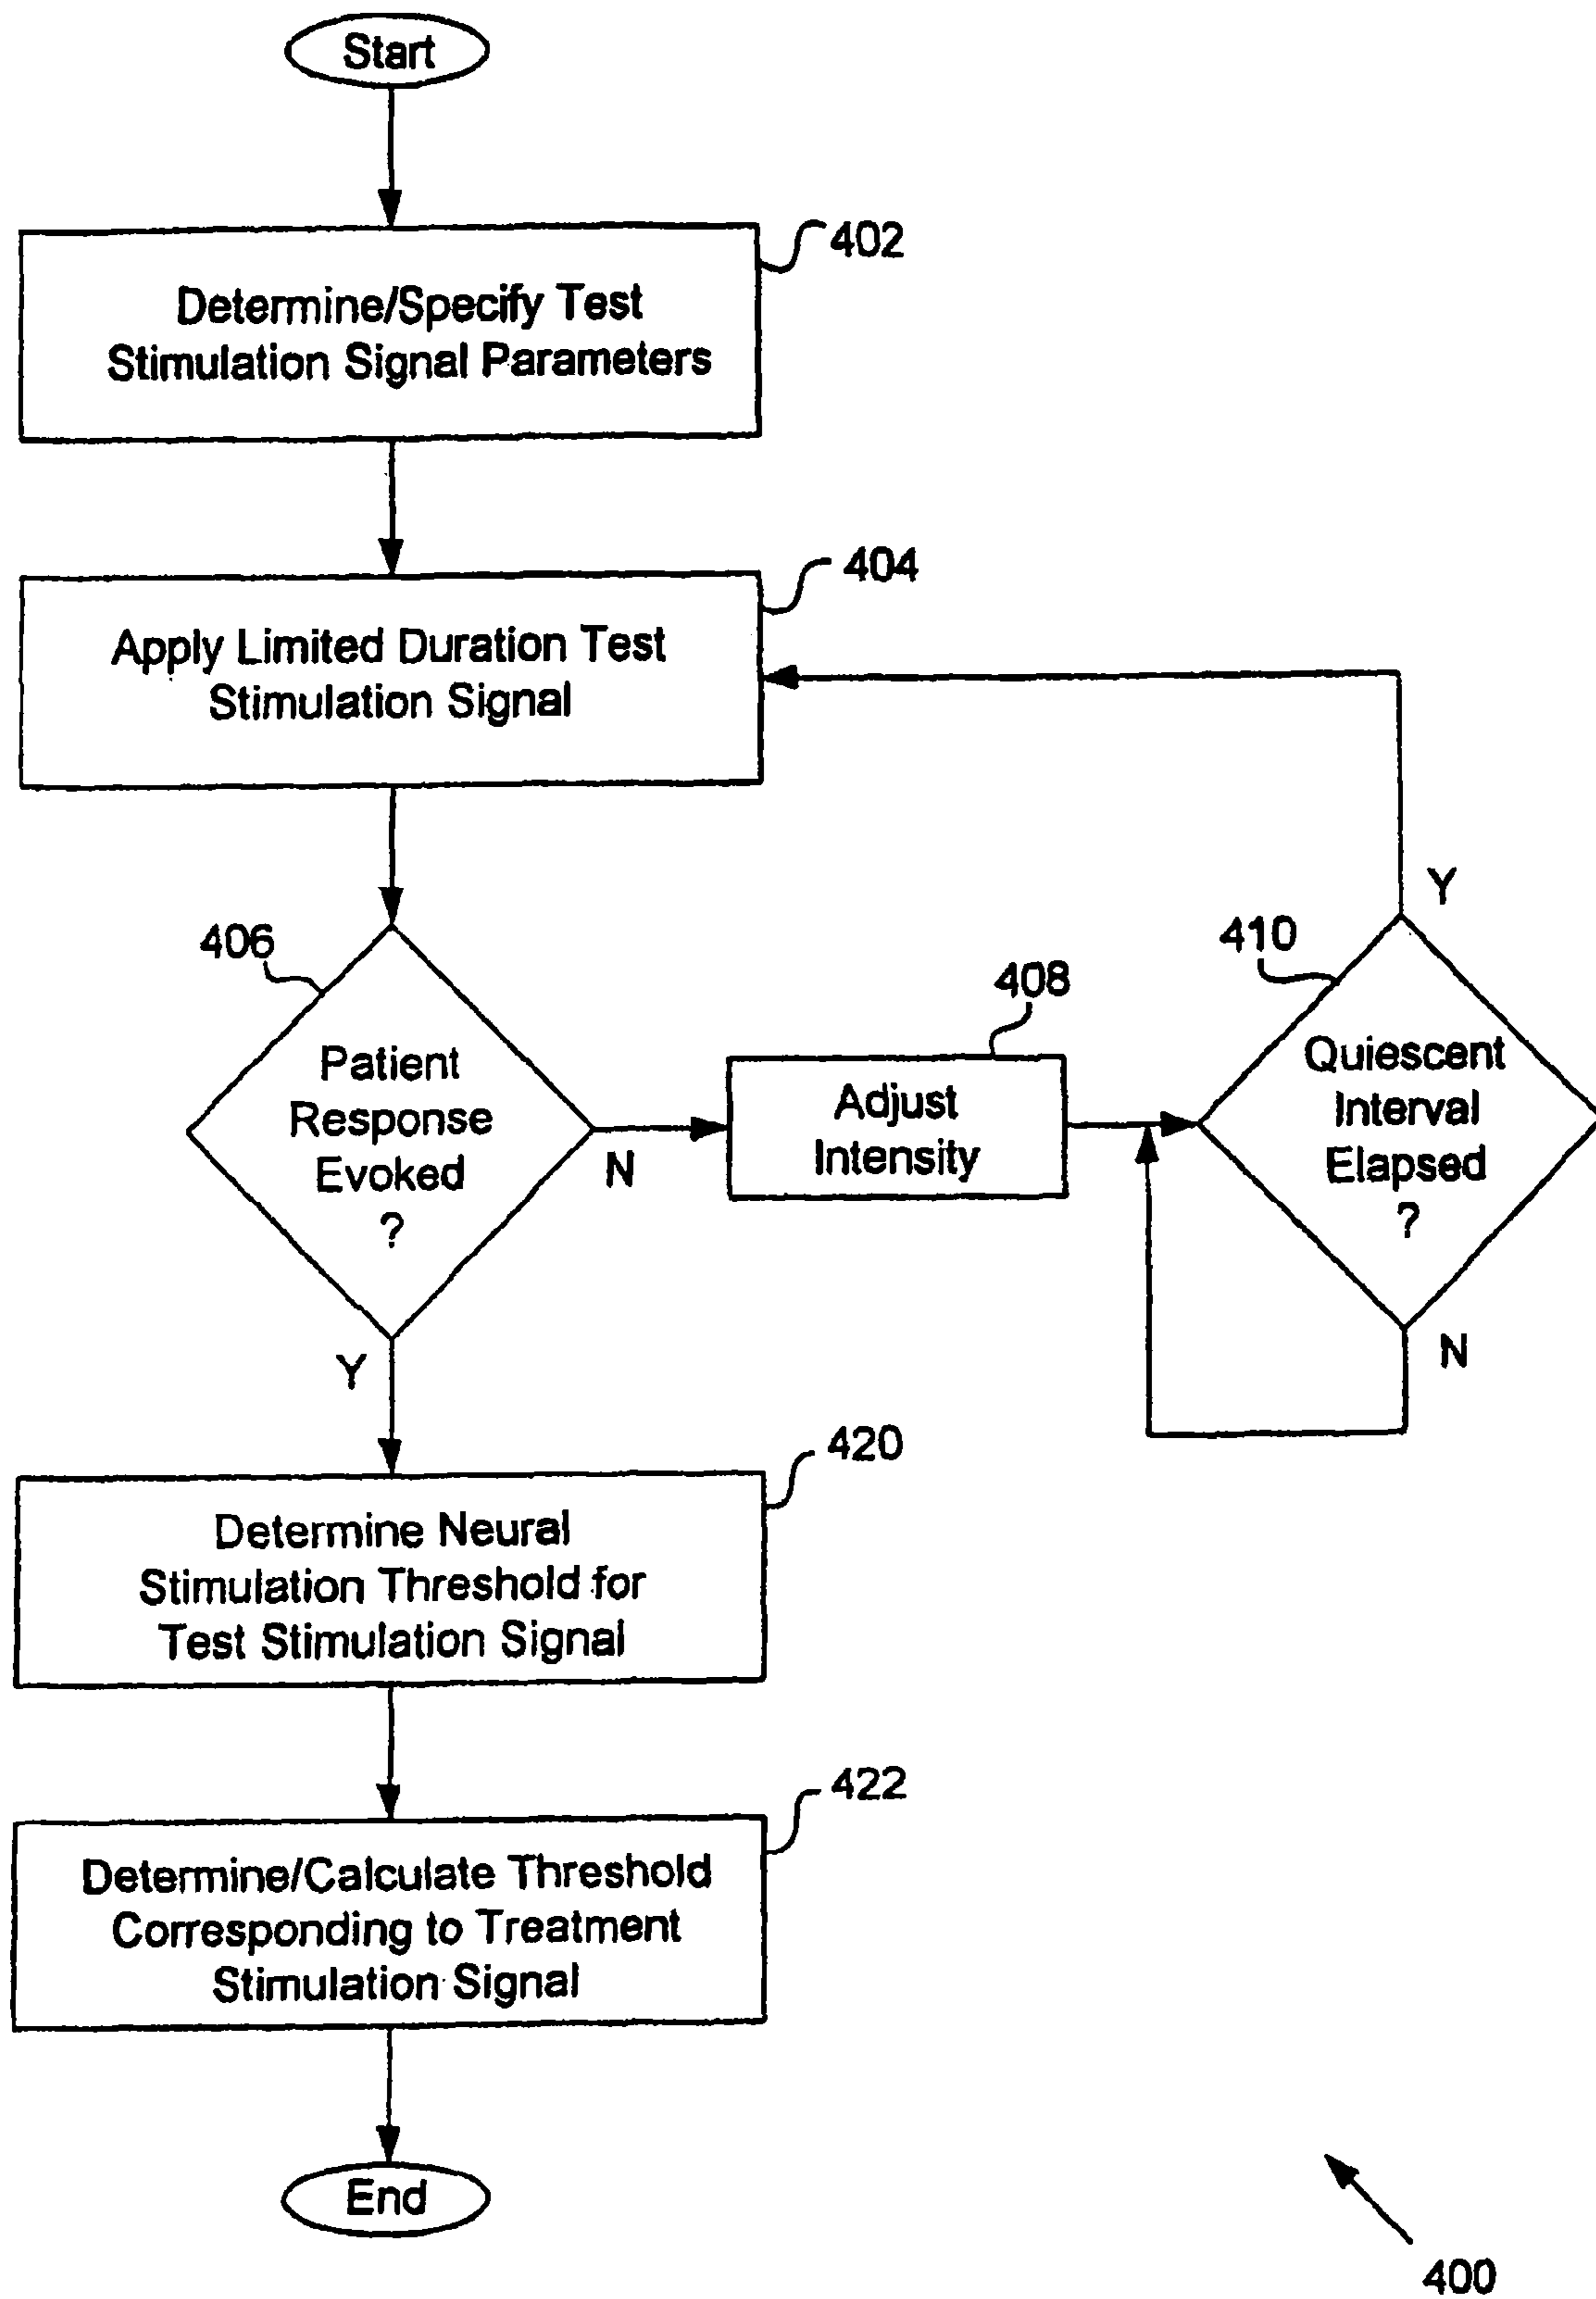 Start
402
Determine/Specify Test
Stimulation Signal Parameters
404
Apply Limited Duration Test
Stimulation Signal
406
Patient
Response
Evoked
?
N
Y
408
Adjust
Intensity
410
Quiescent
Interval
Elapsed
?
Y
N
420
Determine Neural
Stimulation Threshold for
Test Stimulation Signal
422
Determine/Calculate Threshold
Corresponding to Treatment
Stimulation Signal
End
400